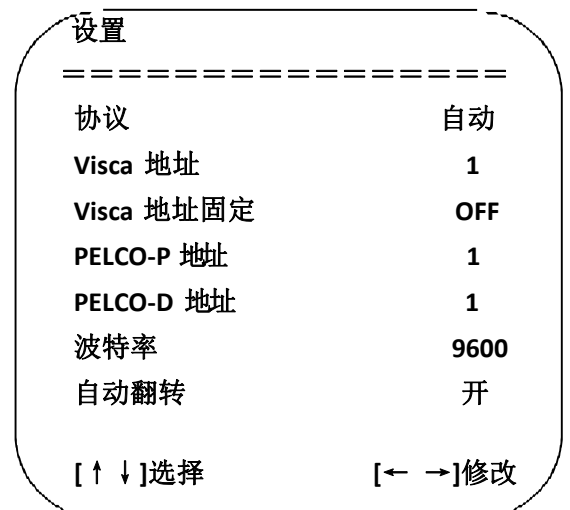 设置
=================
协议 自动
Visca 地址 1
Visca 地址固定 OFF
PELCO-P 地址 1
PELCO-D 地址 1
波特率 9600
自动翻转 开
[↑↓]选择 [← →]修改